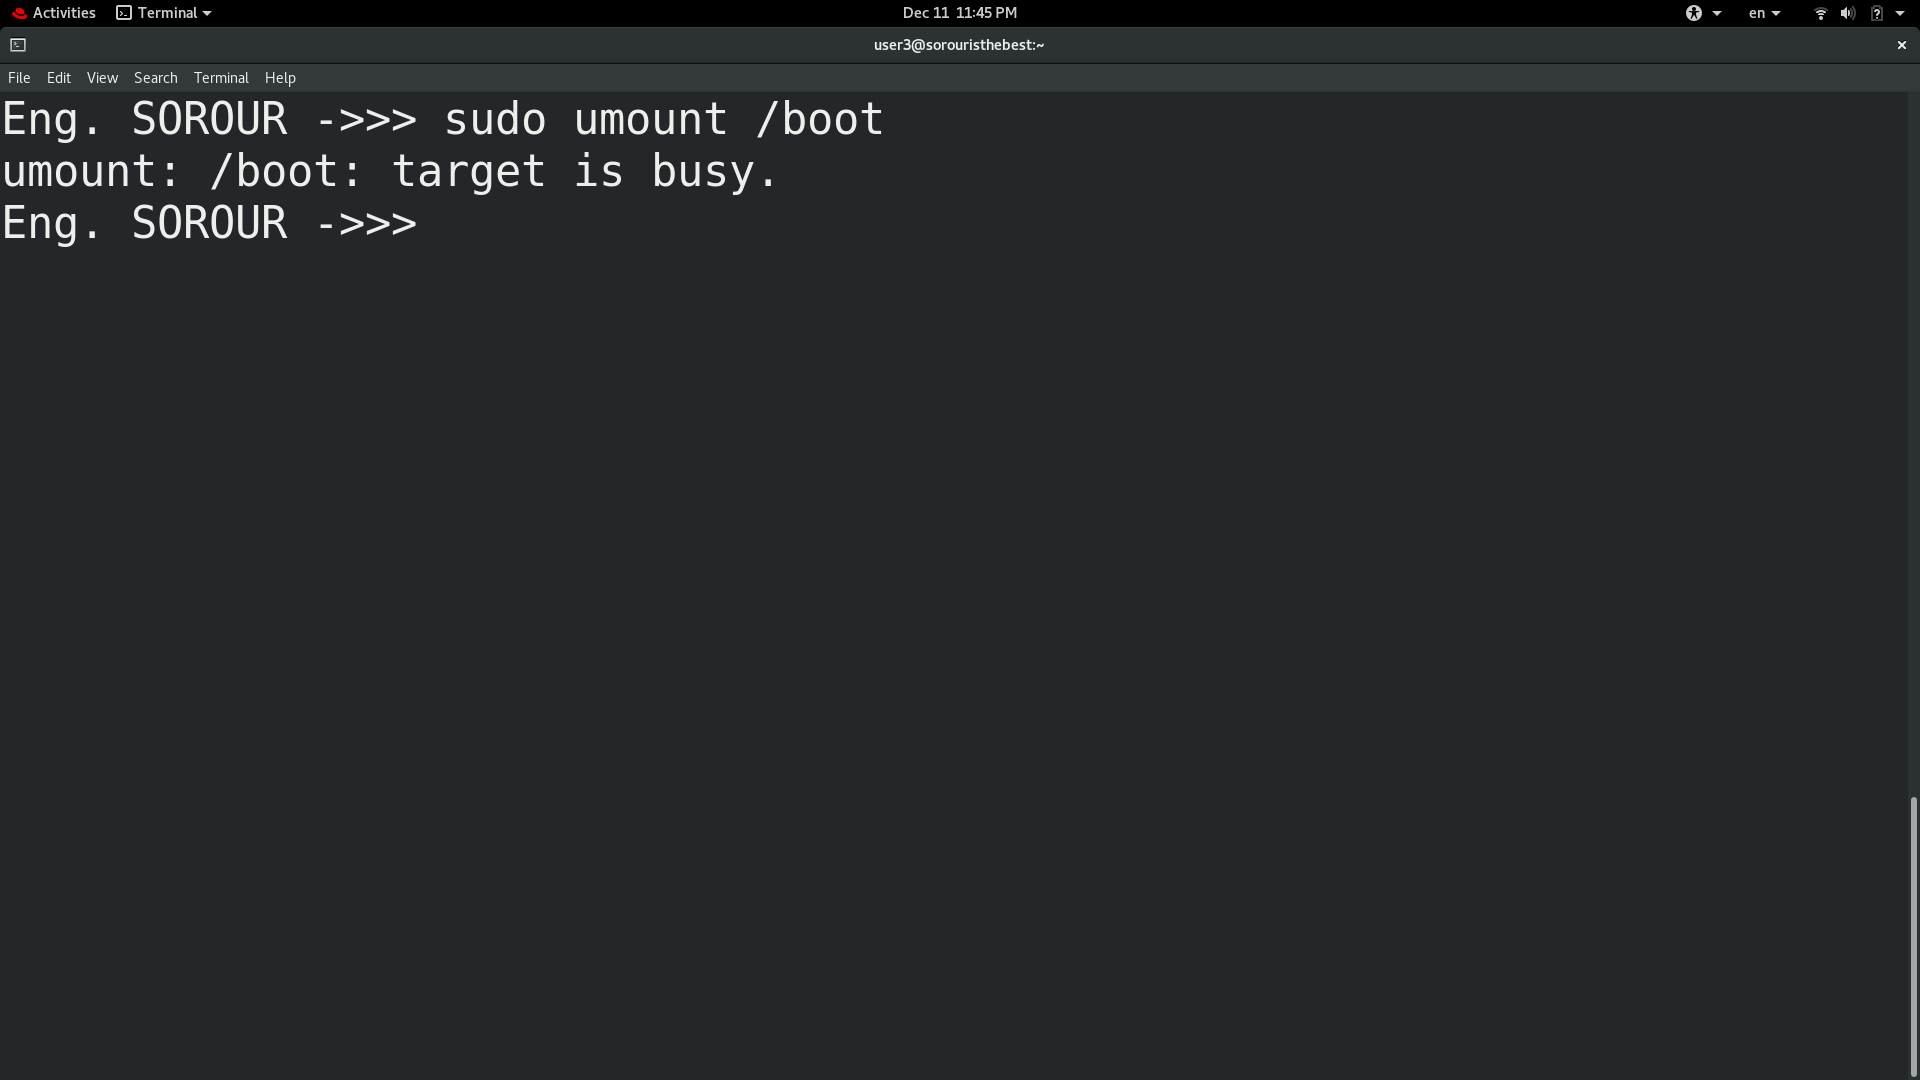 Activities Terminal Dec 11 11:45 PM en
user3@sorouristhebest:~
File Edit View Search Terminal Help
Eng. SOROUR ->>> sudo umount /boot
umount: /boot: target is busy.
Eng. SOROUR ->>>